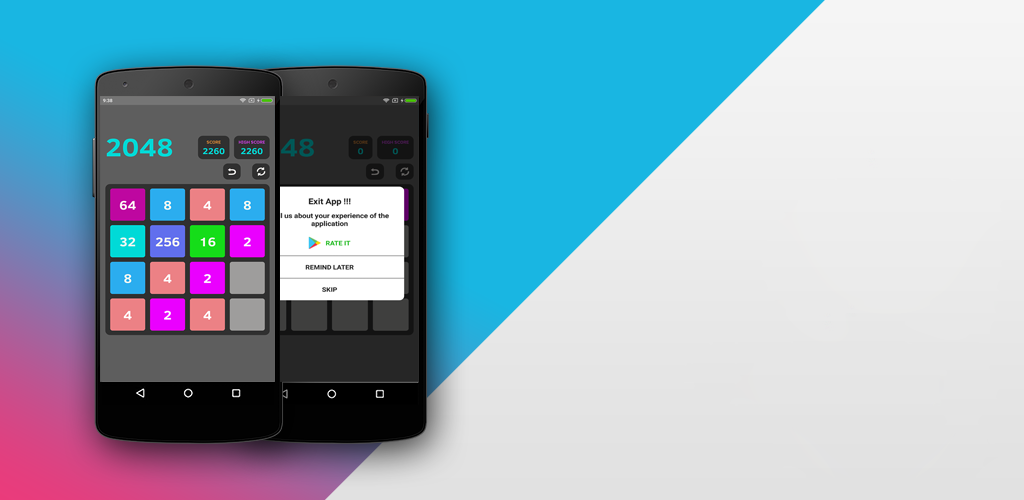 9:38
2048
SCORE
2260
HIGH SCORE
2260
64 8 4 8
32 256 16 2
8 4 2
4 2 4
48
SCORE
0
HIGH SCORE
0
Exit App !!!
l us about your experience of the
application
RATE IT
REMIND LATER
SKIP